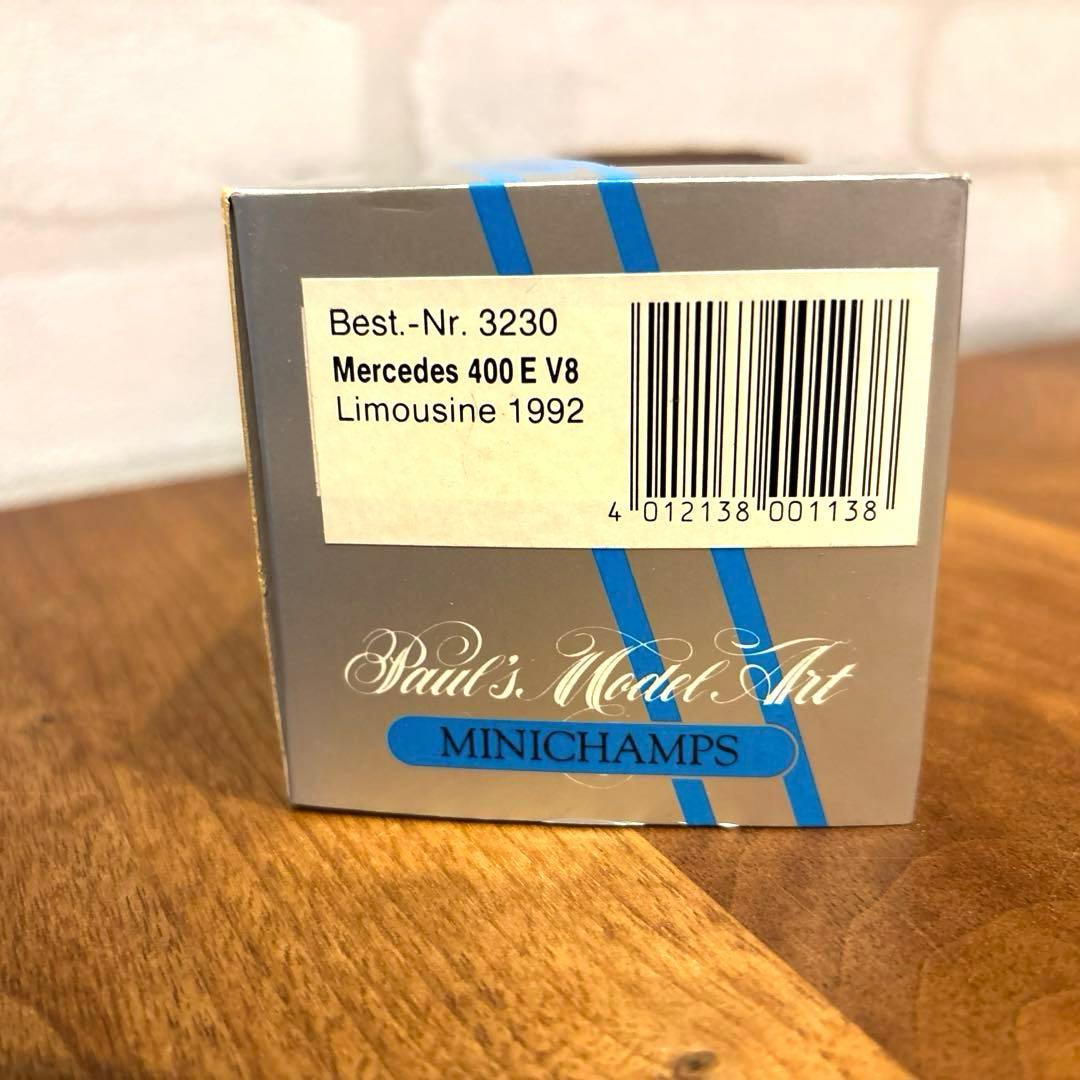 Best.-Nr. 3230
Mercedes 400 E V8
Limousine 1992
4 012138 001138
Paul's Model Art
MINICHAMPS